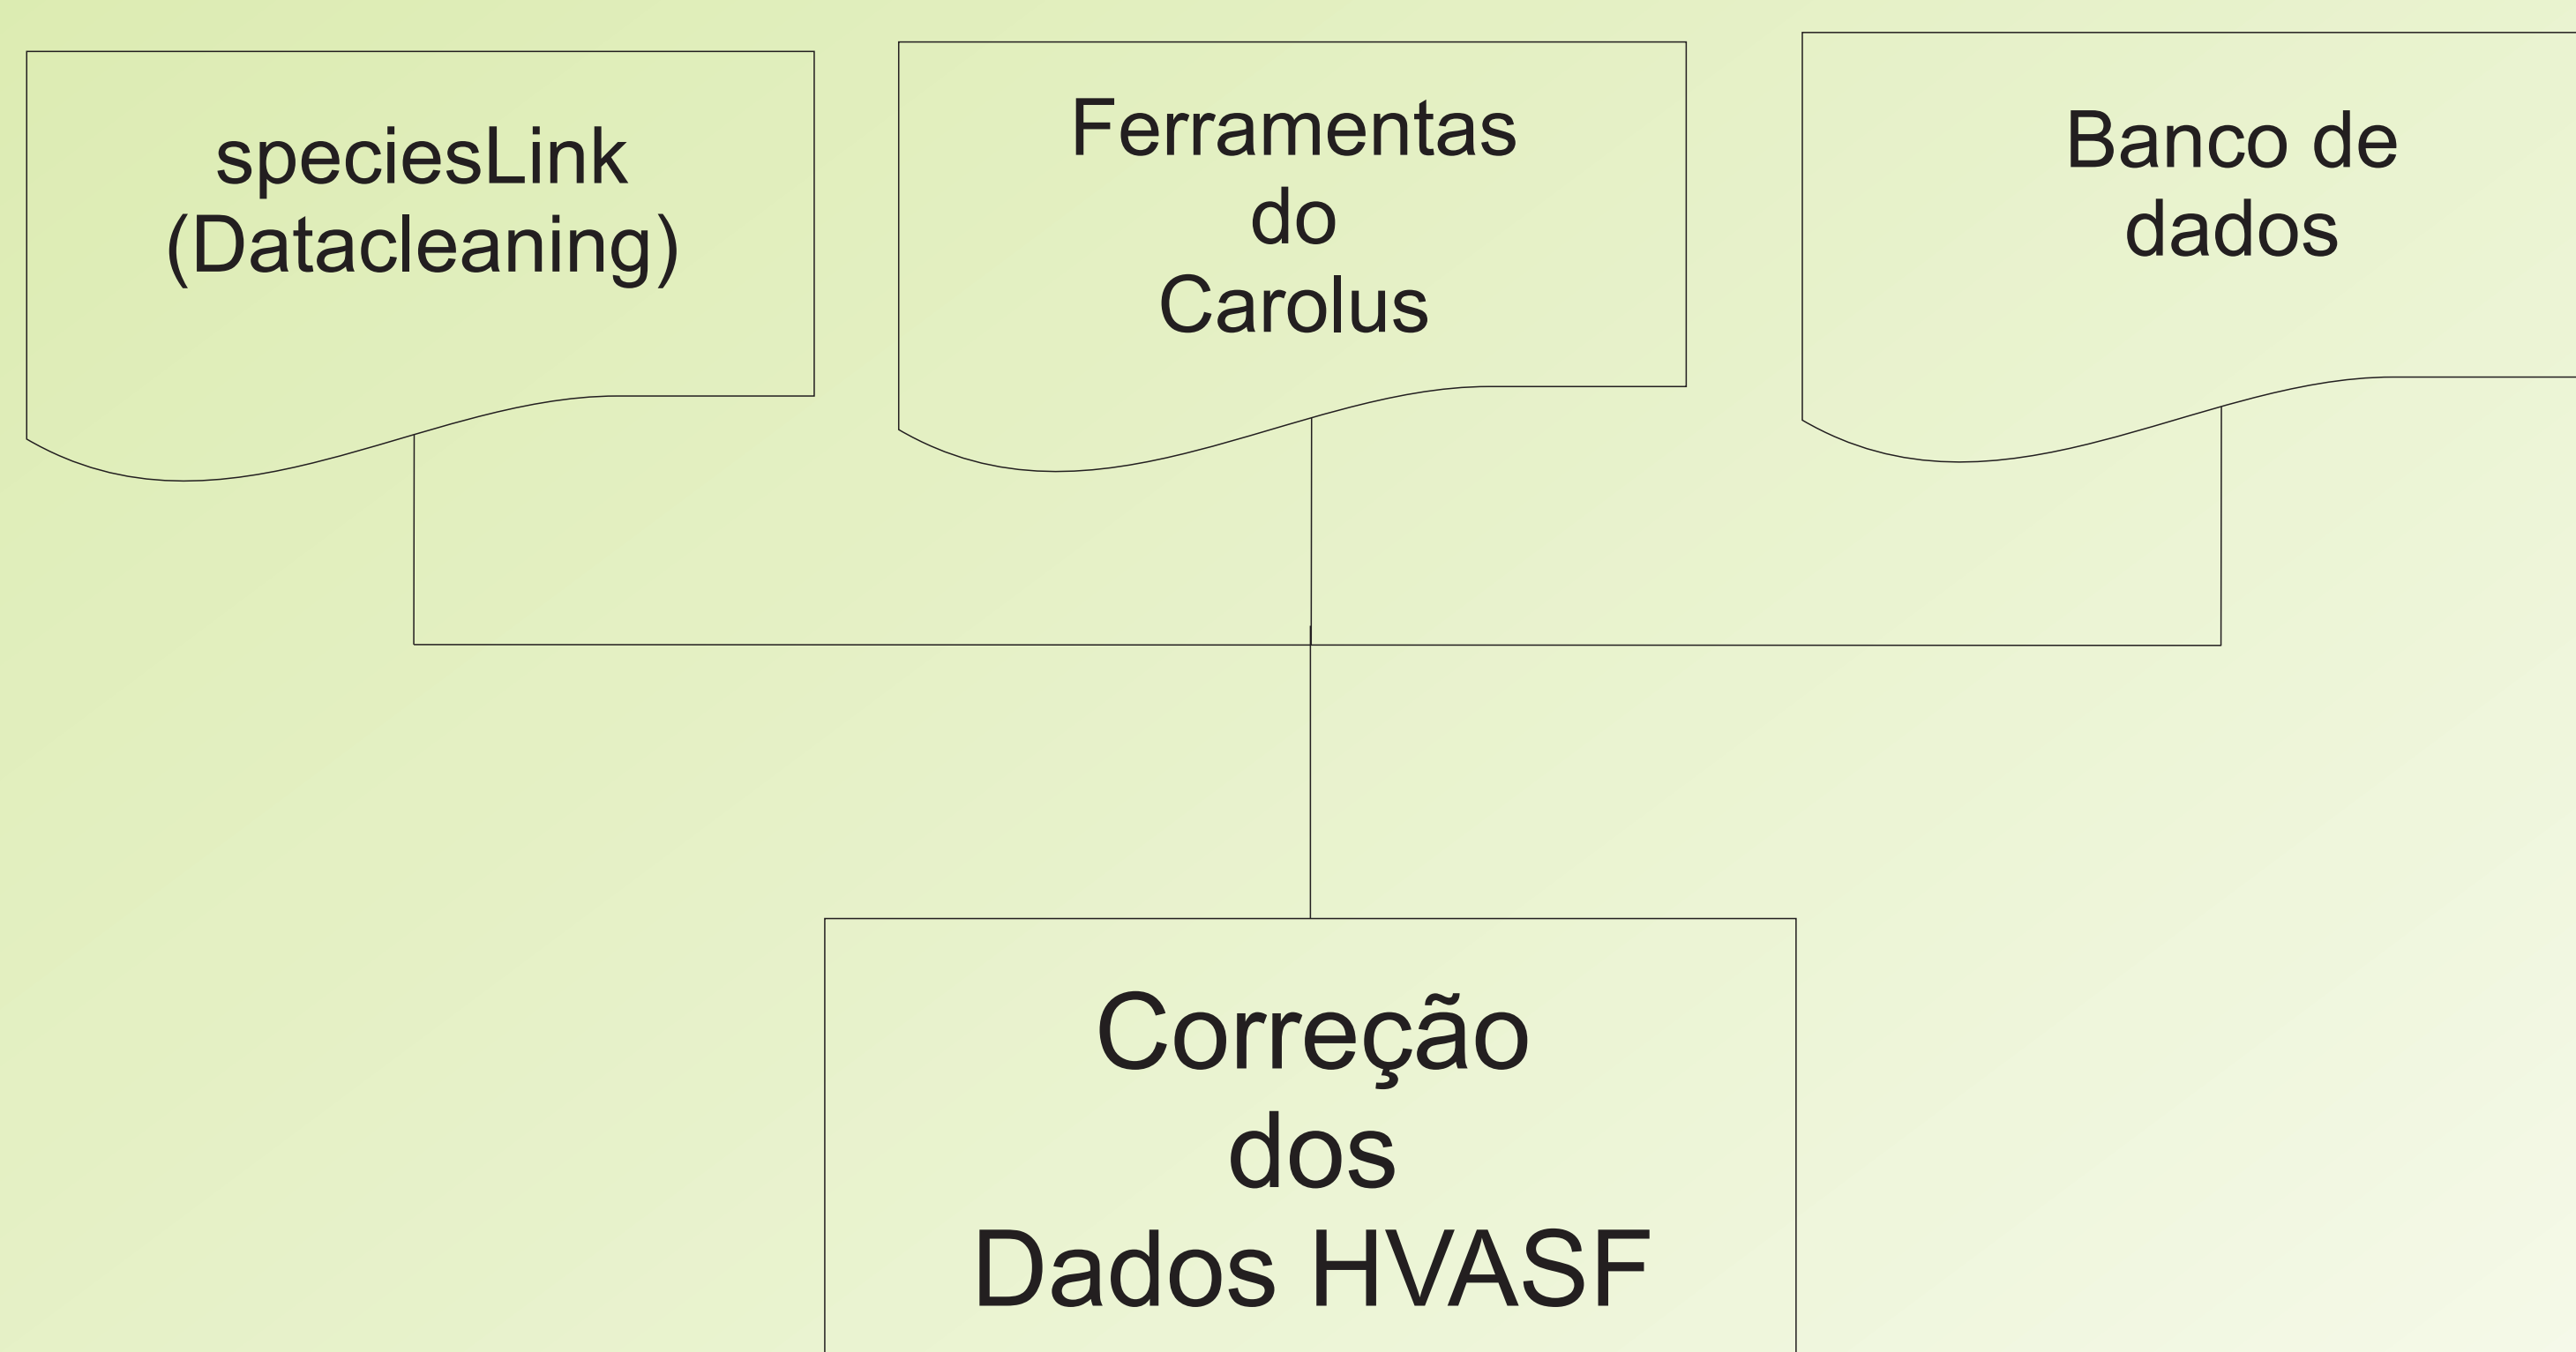 speciesLink
(Datacleaning)
Ferramentas
do
Carolus
Banco de
dados
Correção
dos
Dados HVASF